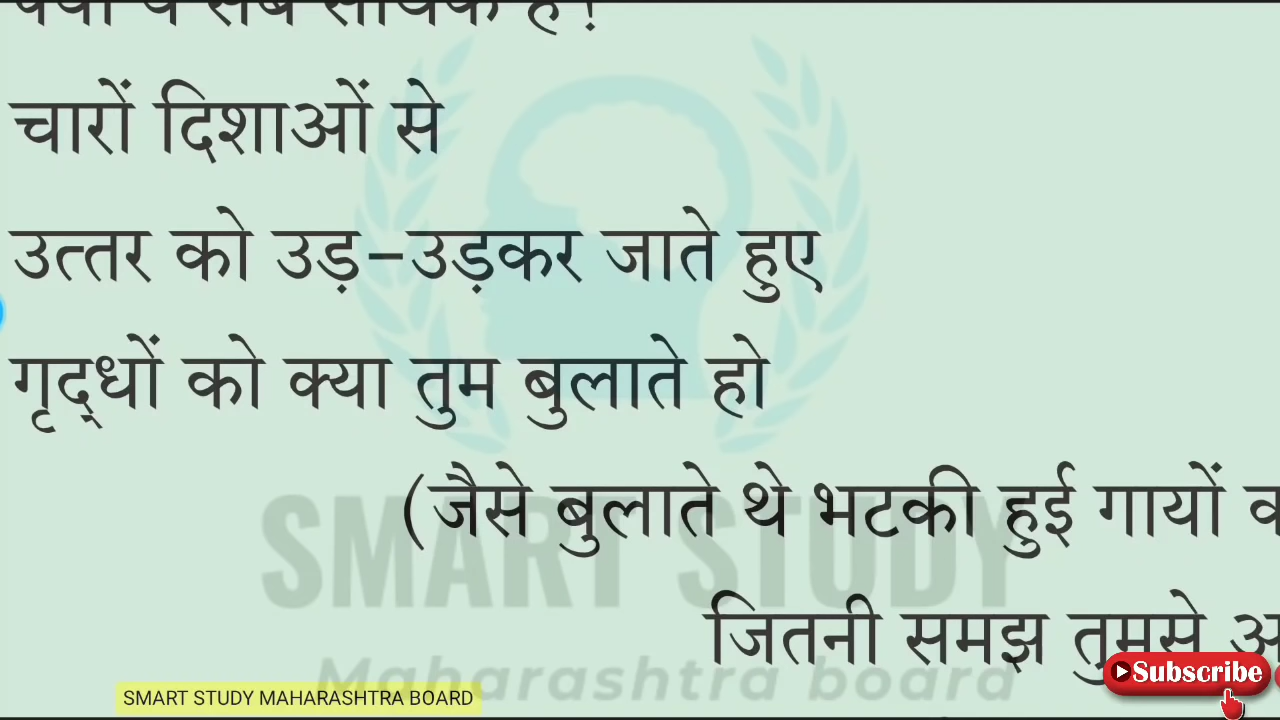 चारों दिशाओं से
उत्तर को उड़-उड़कर जाते हुए
गृद्धों को क्या तुम बुलाते हो
(जैसे बुलाते थे भटकी हुई गायों
जितनी समझ तुमसे
SMART STUDY
Maharashtra board
SMART STUDY MAHARASHTRA BOARD
Subscribe